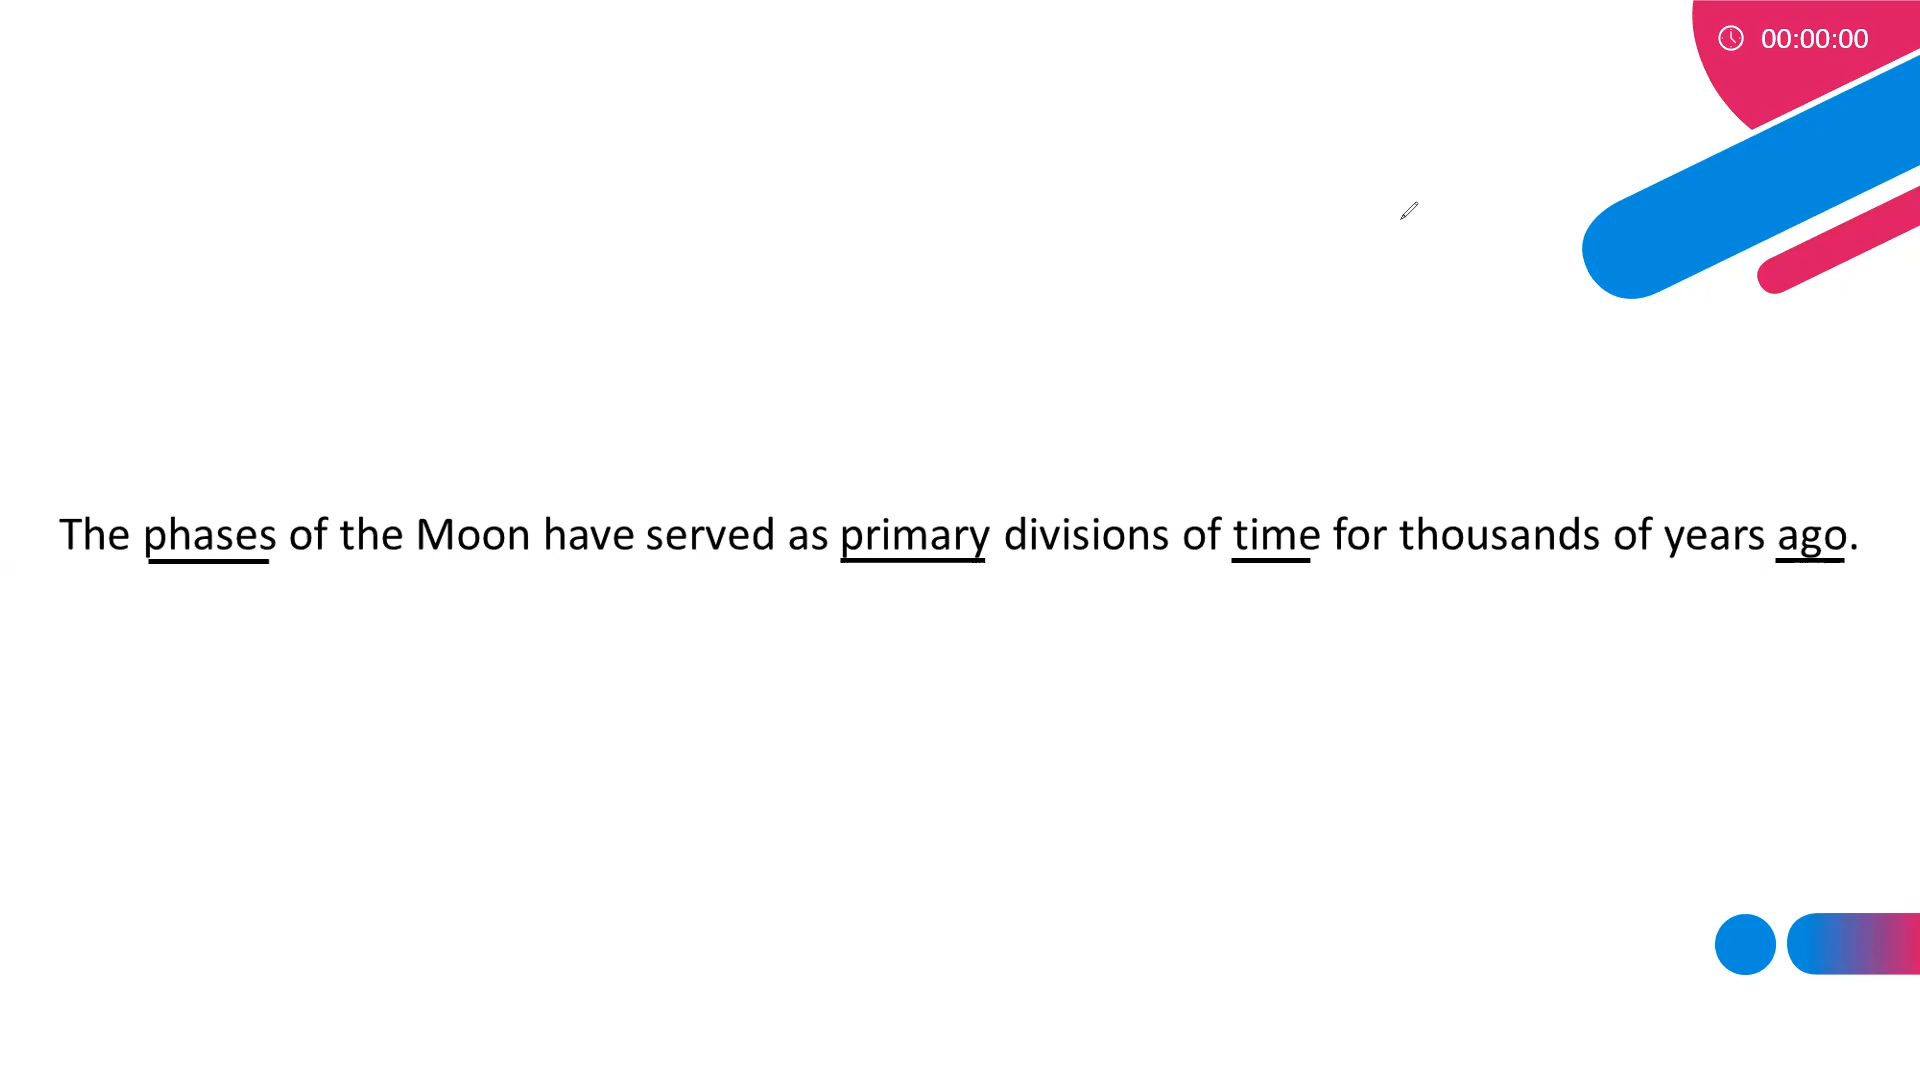 00:00:00
The phases of the Moon have served as primary divisions of time for thousands of years ago.